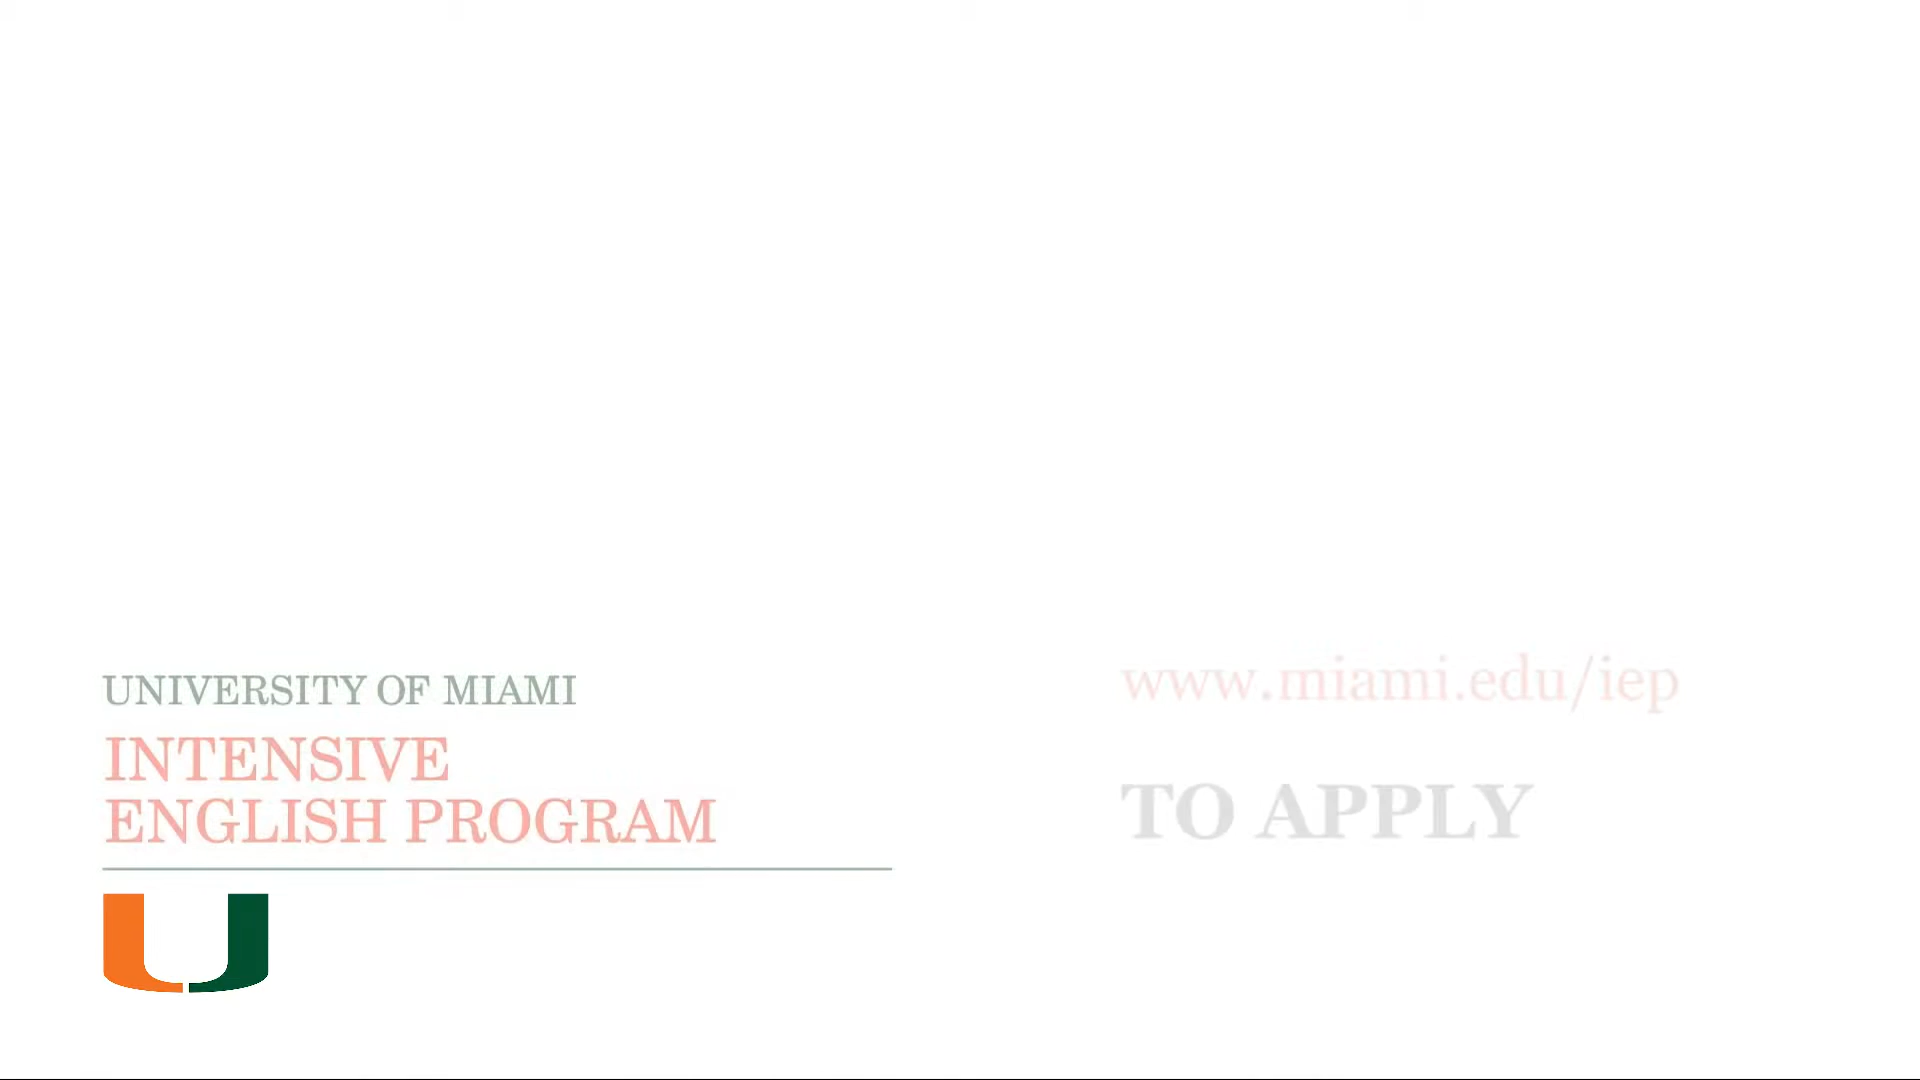 UNIVERSITY OF MIAMI
INTENSIVE
ENGLISH PROGRAM
www.miami.edu/iep
TO APPLY